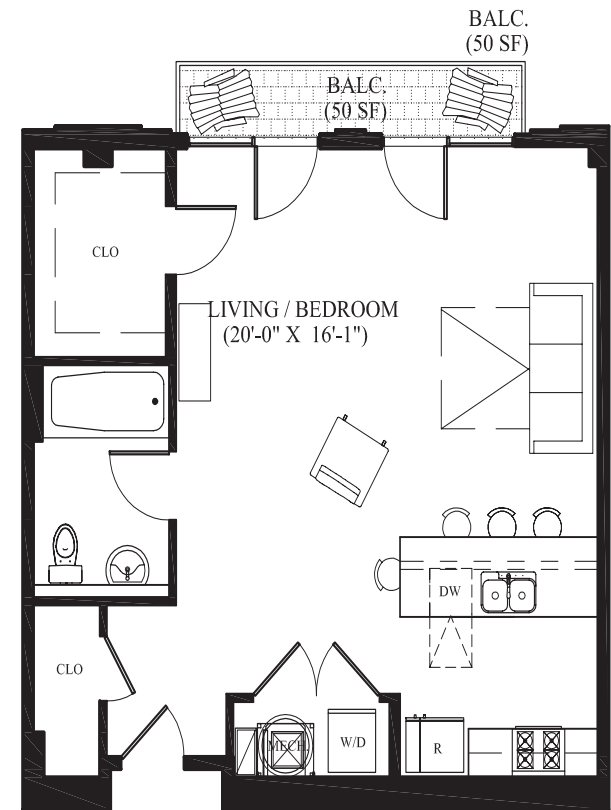 BALC.
(50 SF)
BALC.
(50 SF)
CLO
LIVING / BEDROOM
(20'-0" X 16'-1")
DW
CLO
MECH.
W/D
R